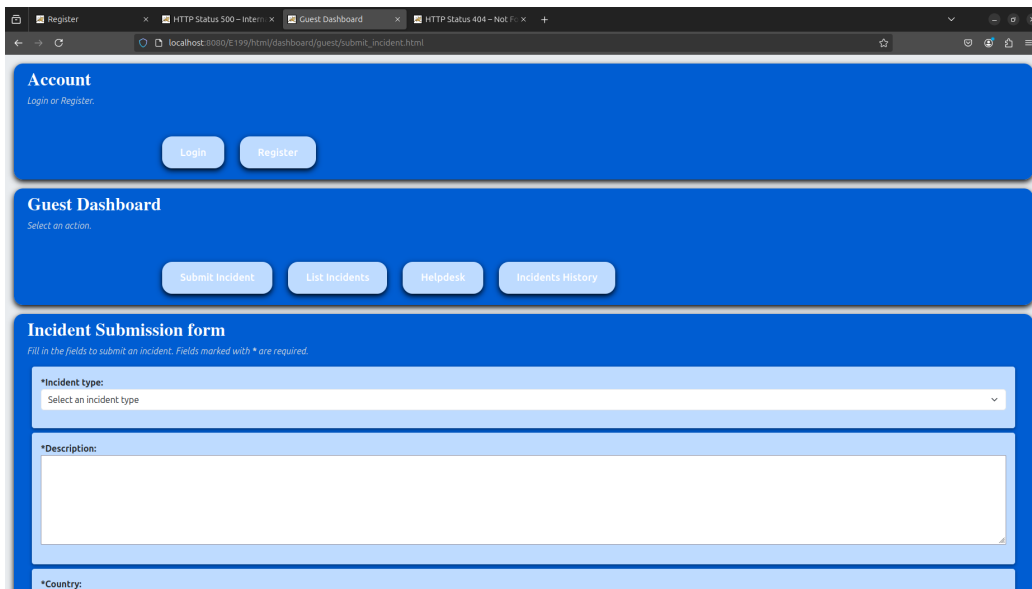 Register
HTTP Status 500 – Intern
Guest Dashboard
HTTP Status 404 – Not Fo
localhost:8080/E199/html/dashboard/guest/submit_incident.html
Account
Login or Register.
Login Register
Guest Dashboard
Select an action.
Submit Incident List Incidents Helpdesk Incidents History
Incident Submission form
Fill in the fields to submit an incident. Fields marked with * are required.
*Incident type:
Select an incident type
*Description:
*Country: